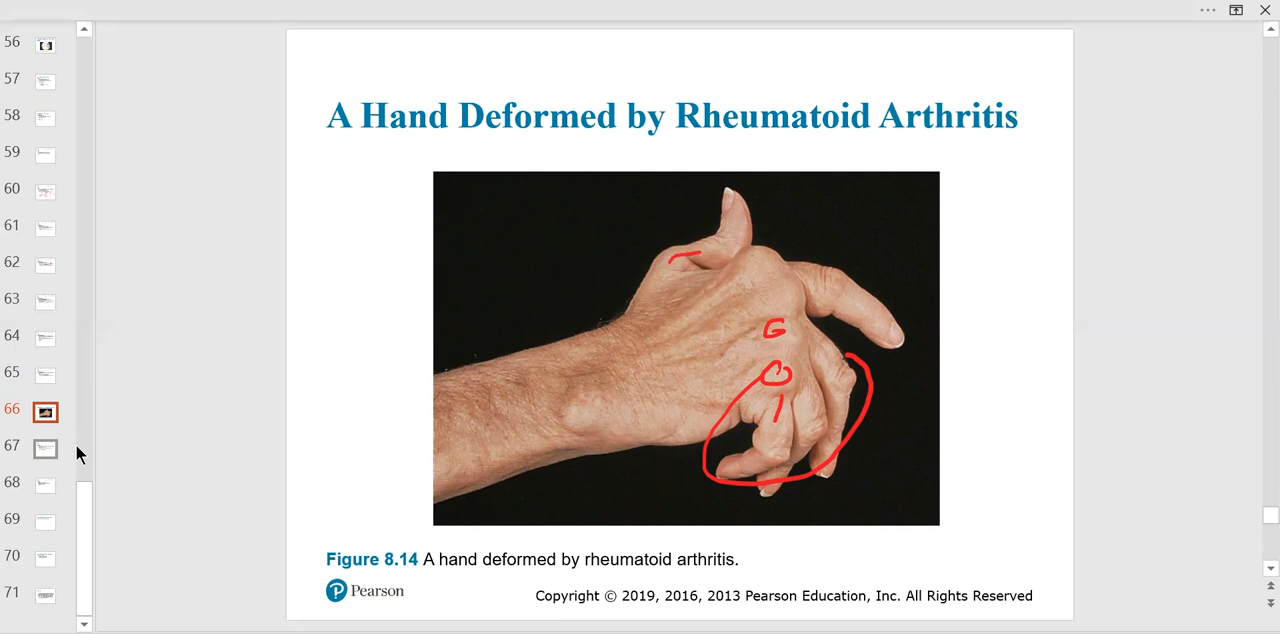 56
57
58
59
60
61
62
63
64
65
66
67
68
69
70
71
A Hand Deformed by Rheumatoid Arthritis
G
O
I
Figure 8.14 A hand deformed by rheumatoid arthritis.
P Pearson
Copyright © 2019, 2016, 2013 Pearson Education, Inc. All Rights Reserved